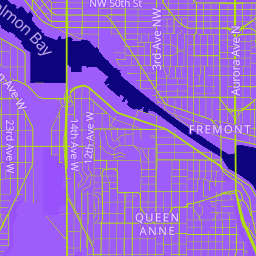 NW 50th St
lmon Bay
3rd Ave NW
Aurora Ave N
n Ave W
23rd Ave W
14th Ave W
12th Ave W
FREMONT
QUEEN
ANNE